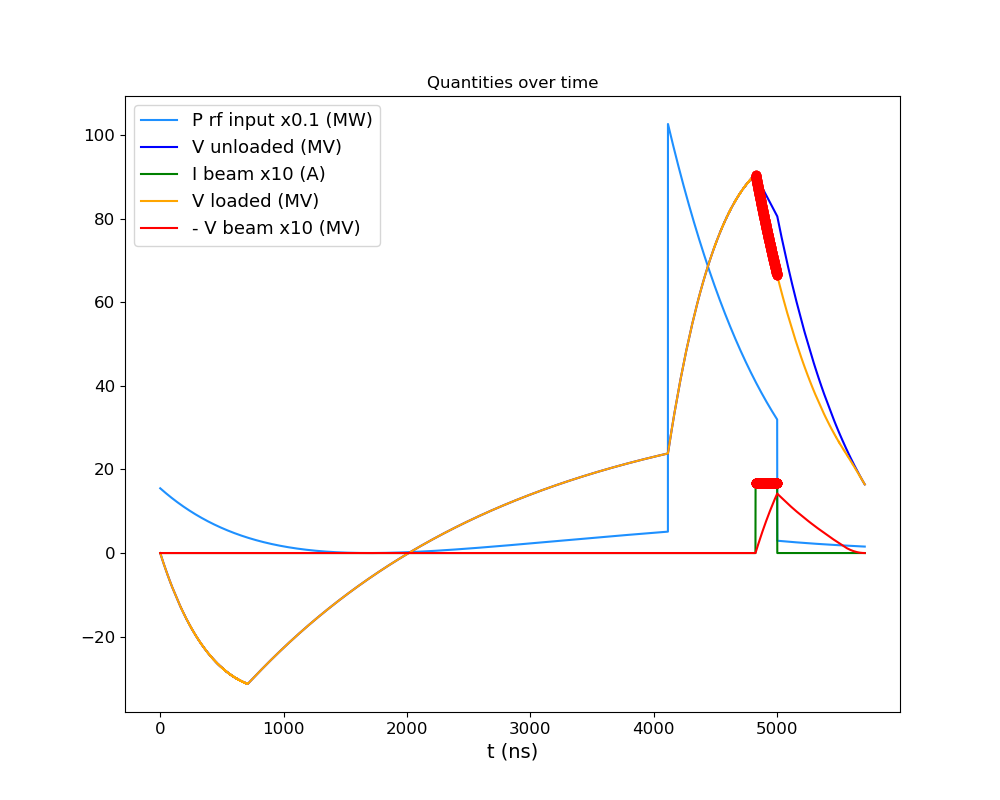 Quantities over time
P rf input x0.1 (MW)
V unloaded (MV)
I beam x10 (A)
V loaded (MV)
- V beam x10 (MV)
100
80
60
40
20
0
−20
0 1000 2000 3000 4000 5000
t (ns)